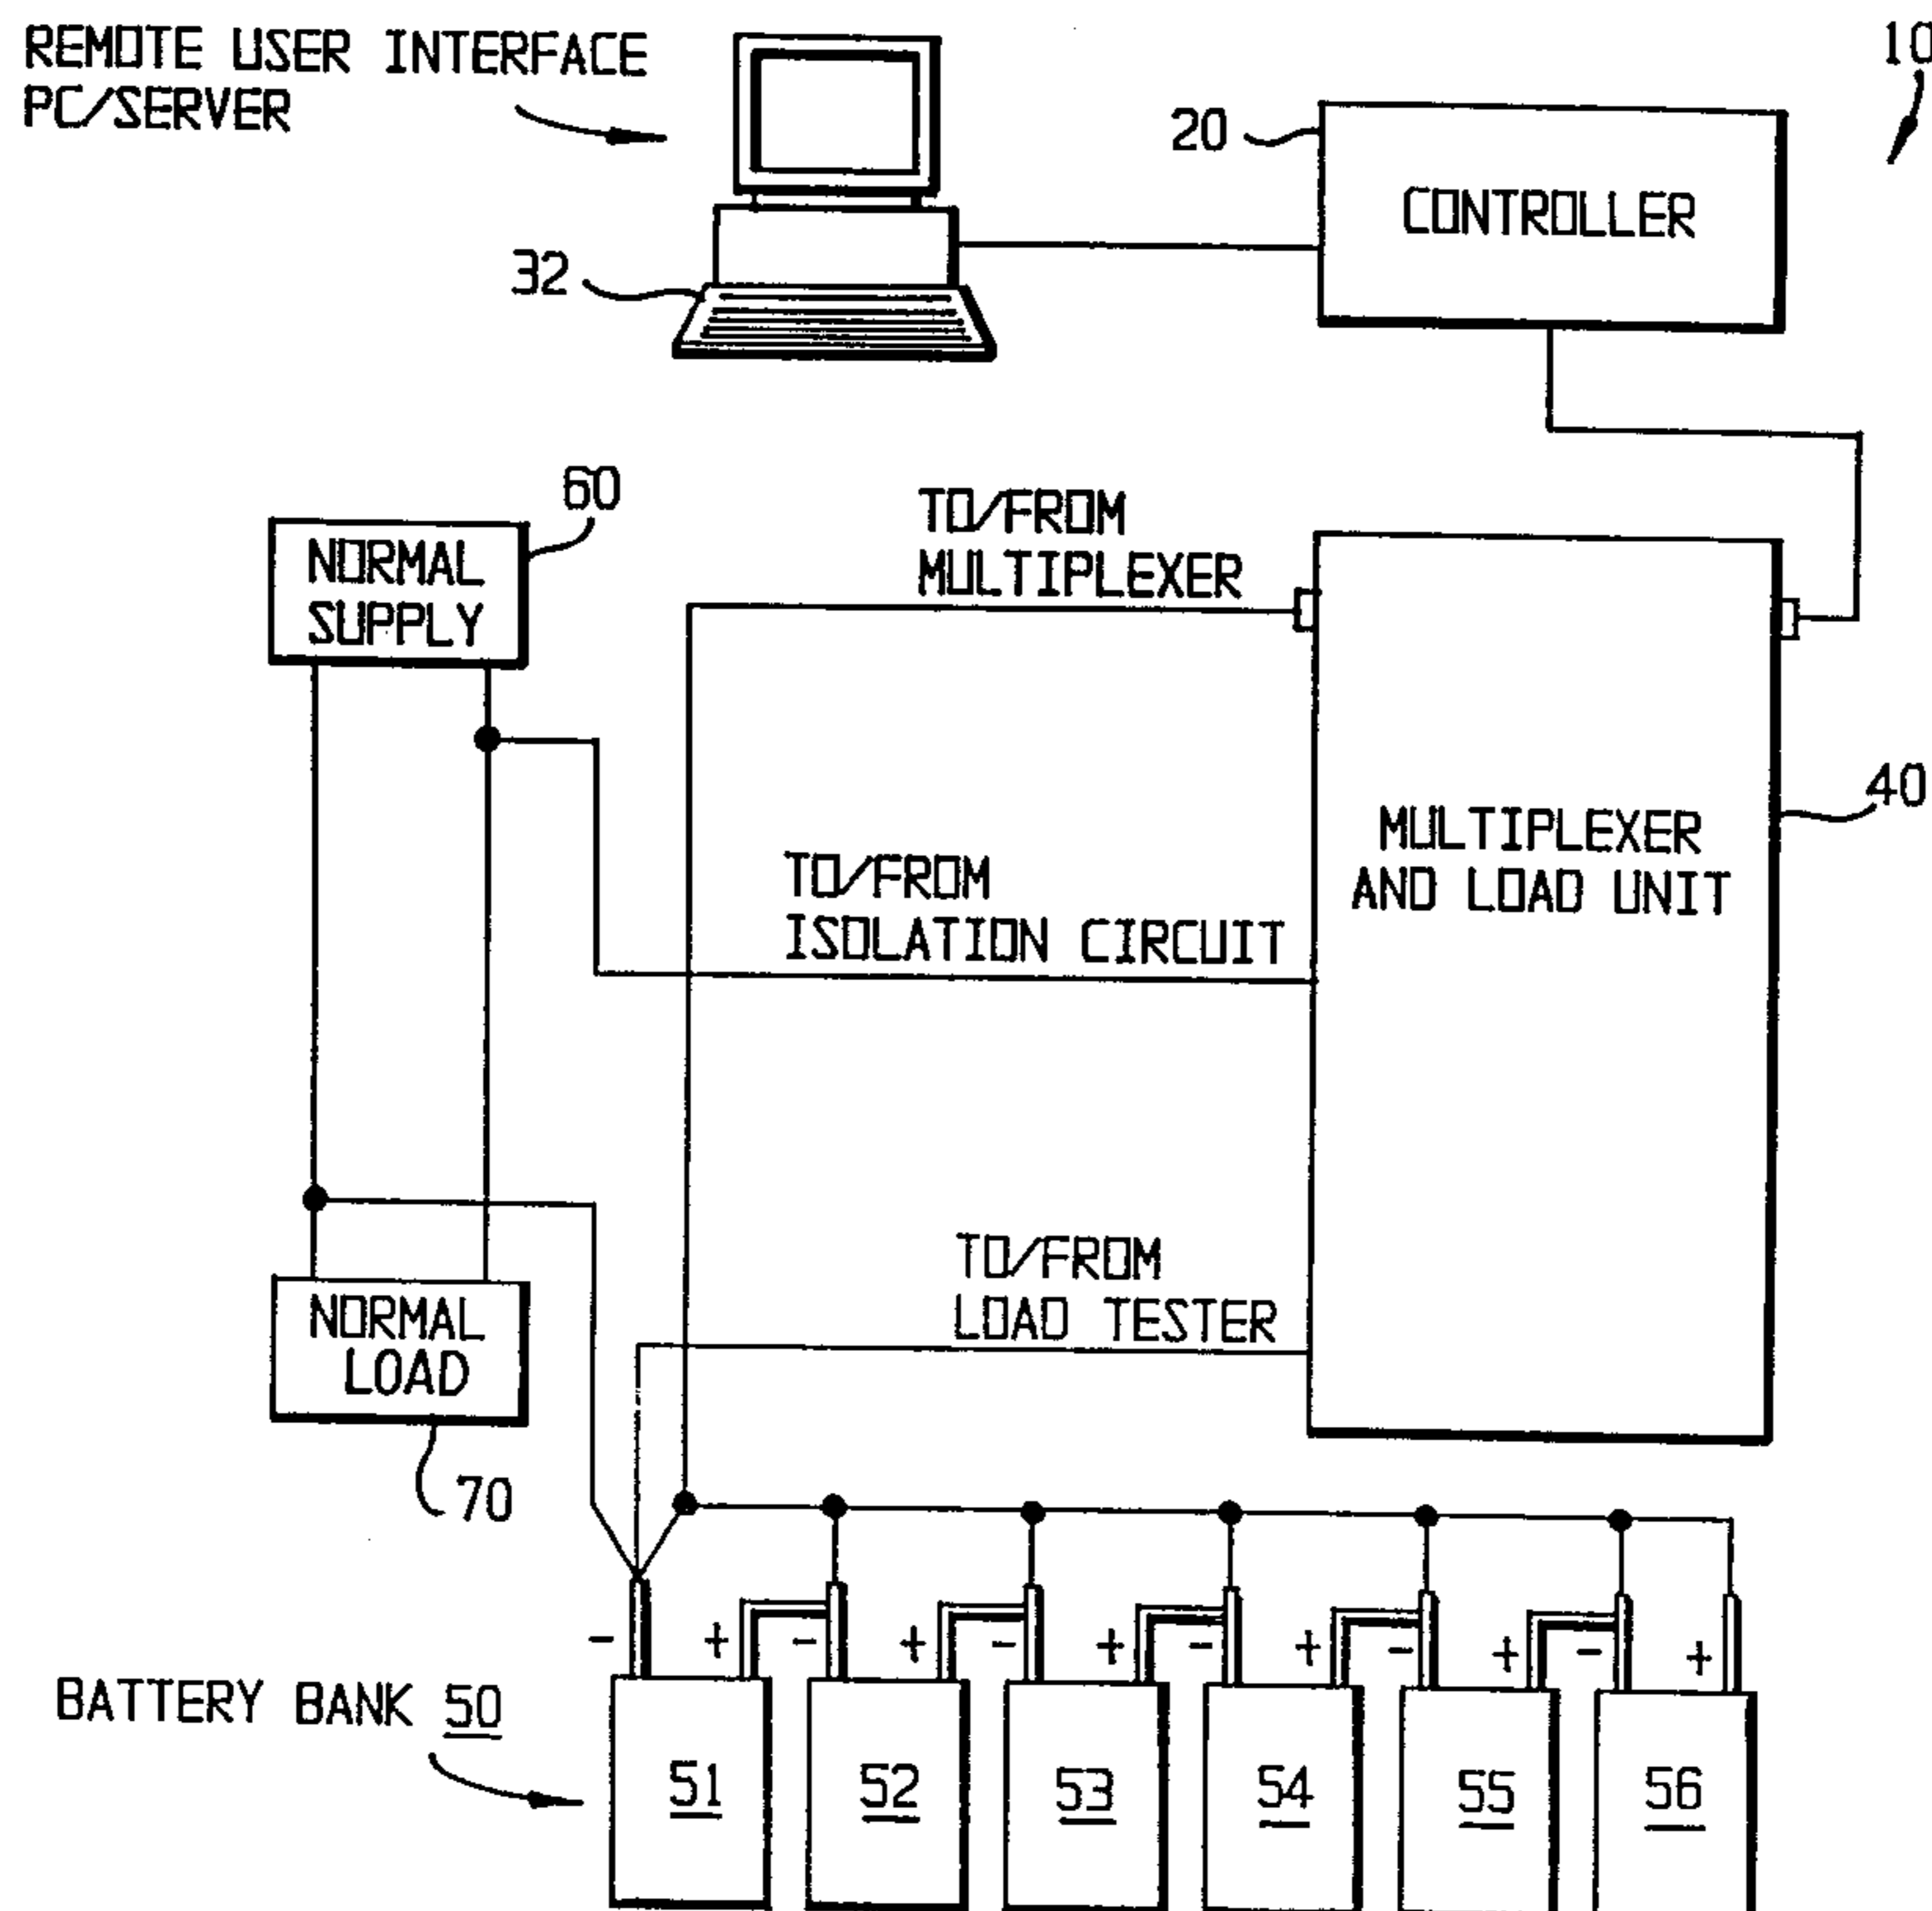 REMOTE USER INTERFACE
PC/SERVER
10
20
CONTROLLER
32
60
NORMAL
SUPPLY
TO/FROM
MULTIPLEXER
40
MULTIPLEXER
AND LOAD UNIT
TO/FROM
ISOLATION CIRCUIT
TO/FROM
LOAD TESTER
NORMAL
LOAD
70
- + - + - + - + - + - +
BATTERY BANK 50
51 52 53 54 55 56